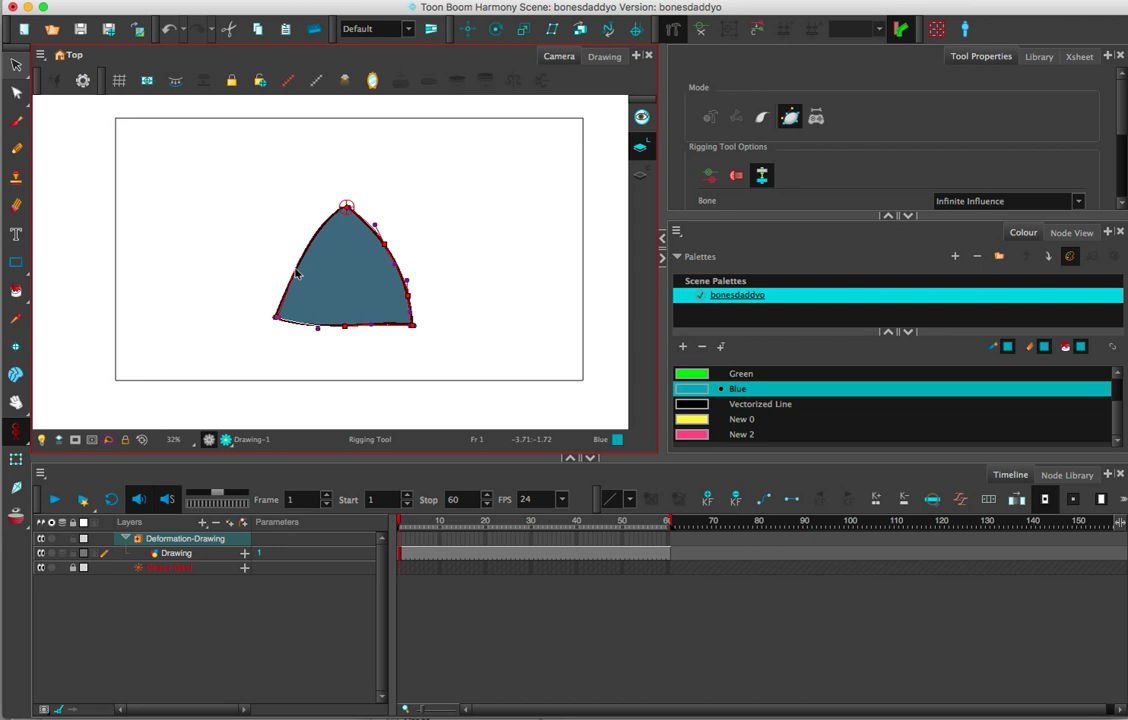 Toon Boom Harmony Scene: bonesdaddyo Version: bonesdaddyo
Default
Top
Camera
Drawing
Tool Properties
Library
Xsheet
Mode
Rigging Tool Options
Bone
Infinite Influence
Colour
Node View
Palettes
Scene Palettes
bonesdaddyo
Green
Blue
Vectorized Line
New 0
New 2
32%
Drawing-1
Rigging Tool
Fr 1
-3.71:-1.72
Blue
Timeline
Node Library
Frame 1 Start 1 Stop 60 FPS 24
Layers
Parameters
10 20 30 40 50 60 70 80 90 100 110 120 130 140 150
Deformation-Drawing
Drawing
1